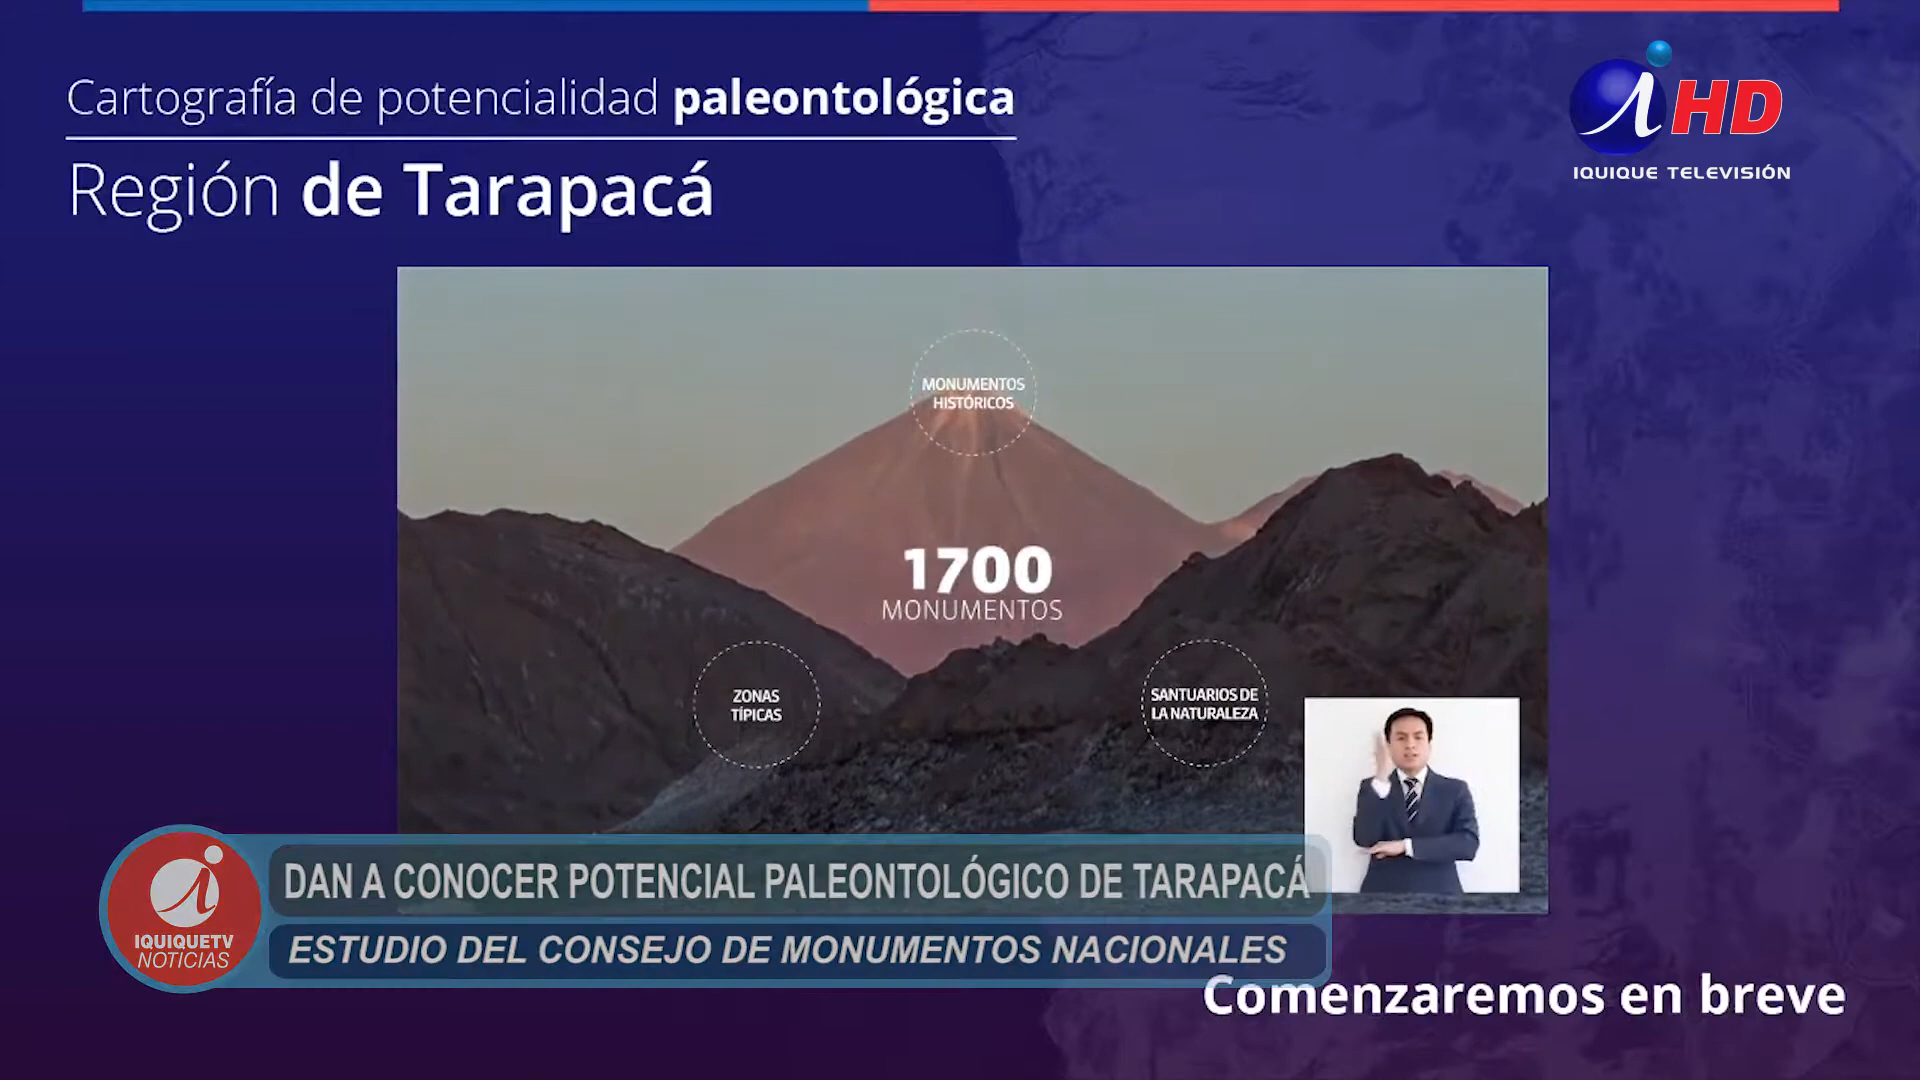 Cartografía de potencialidad paleontológica
Región de Tarapacá
iHD
IQUIQUE TELEVISIÓN
MONUMENTOS
HISTÓRICOS
1700
MONUMENTOS
ZONAS
TÍPICAS
SANTUARIOS DE
LA NATURALEZA
DAN A CONOCER POTENCIAL PALEONTOLÓGICO DE TARAPACÁ
ESTUDIO DEL CONSEJO DE MONUMENTOS NACIONALES
i
IQUIQUETV
NOTICIAS
Comenzaremos en breve